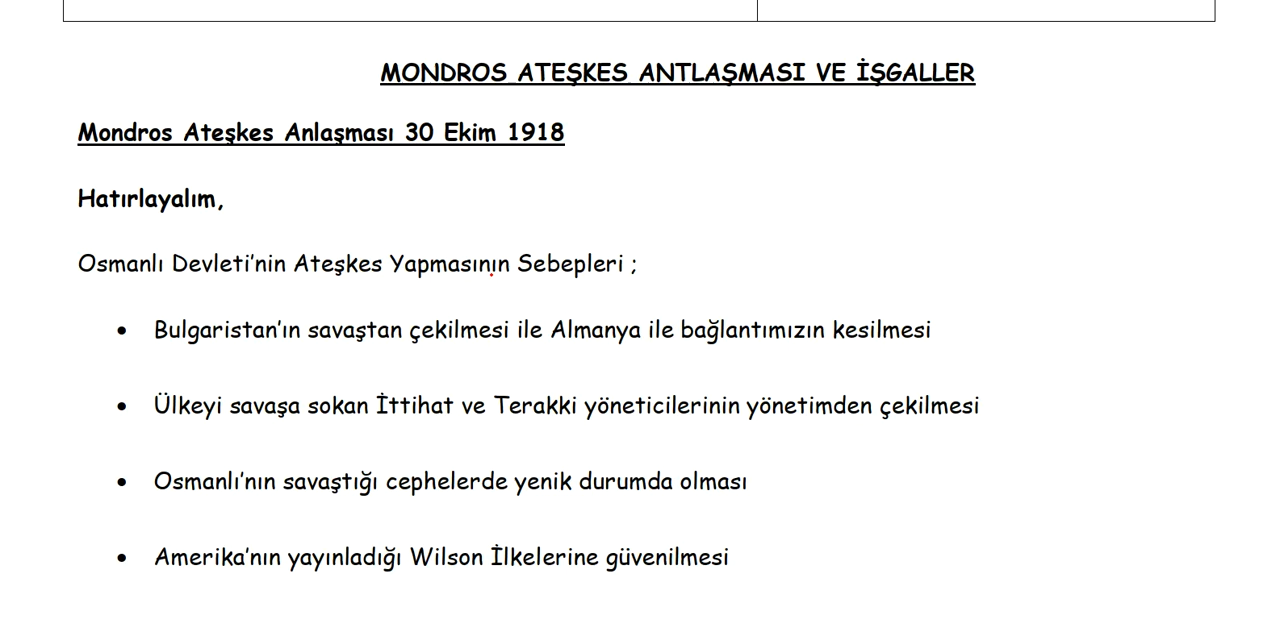 MONDROS ATEŞKES ANTLAŞMASI VE İŞGALLER
Mondros Ateşkes Anlaşması 30 Ekim 1918
Hatırlayalım,
Osmanlı Devleti’nin Ateşkes Yapmasının Sebepleri ;
• Bulgaristan’ın savaştan çekilmesi ile Almanya ile bağlantımızın kesilmesi
• Ülkeyi savaşa sokan İttihat ve Terakki yöneticilerinin yönetimden çekilmesi
• Osmanlı’nın savaştığı cephelerde yenik durumda olması
• Amerika’nın yayınladığı Wilson İlkelerine güvenilmesi